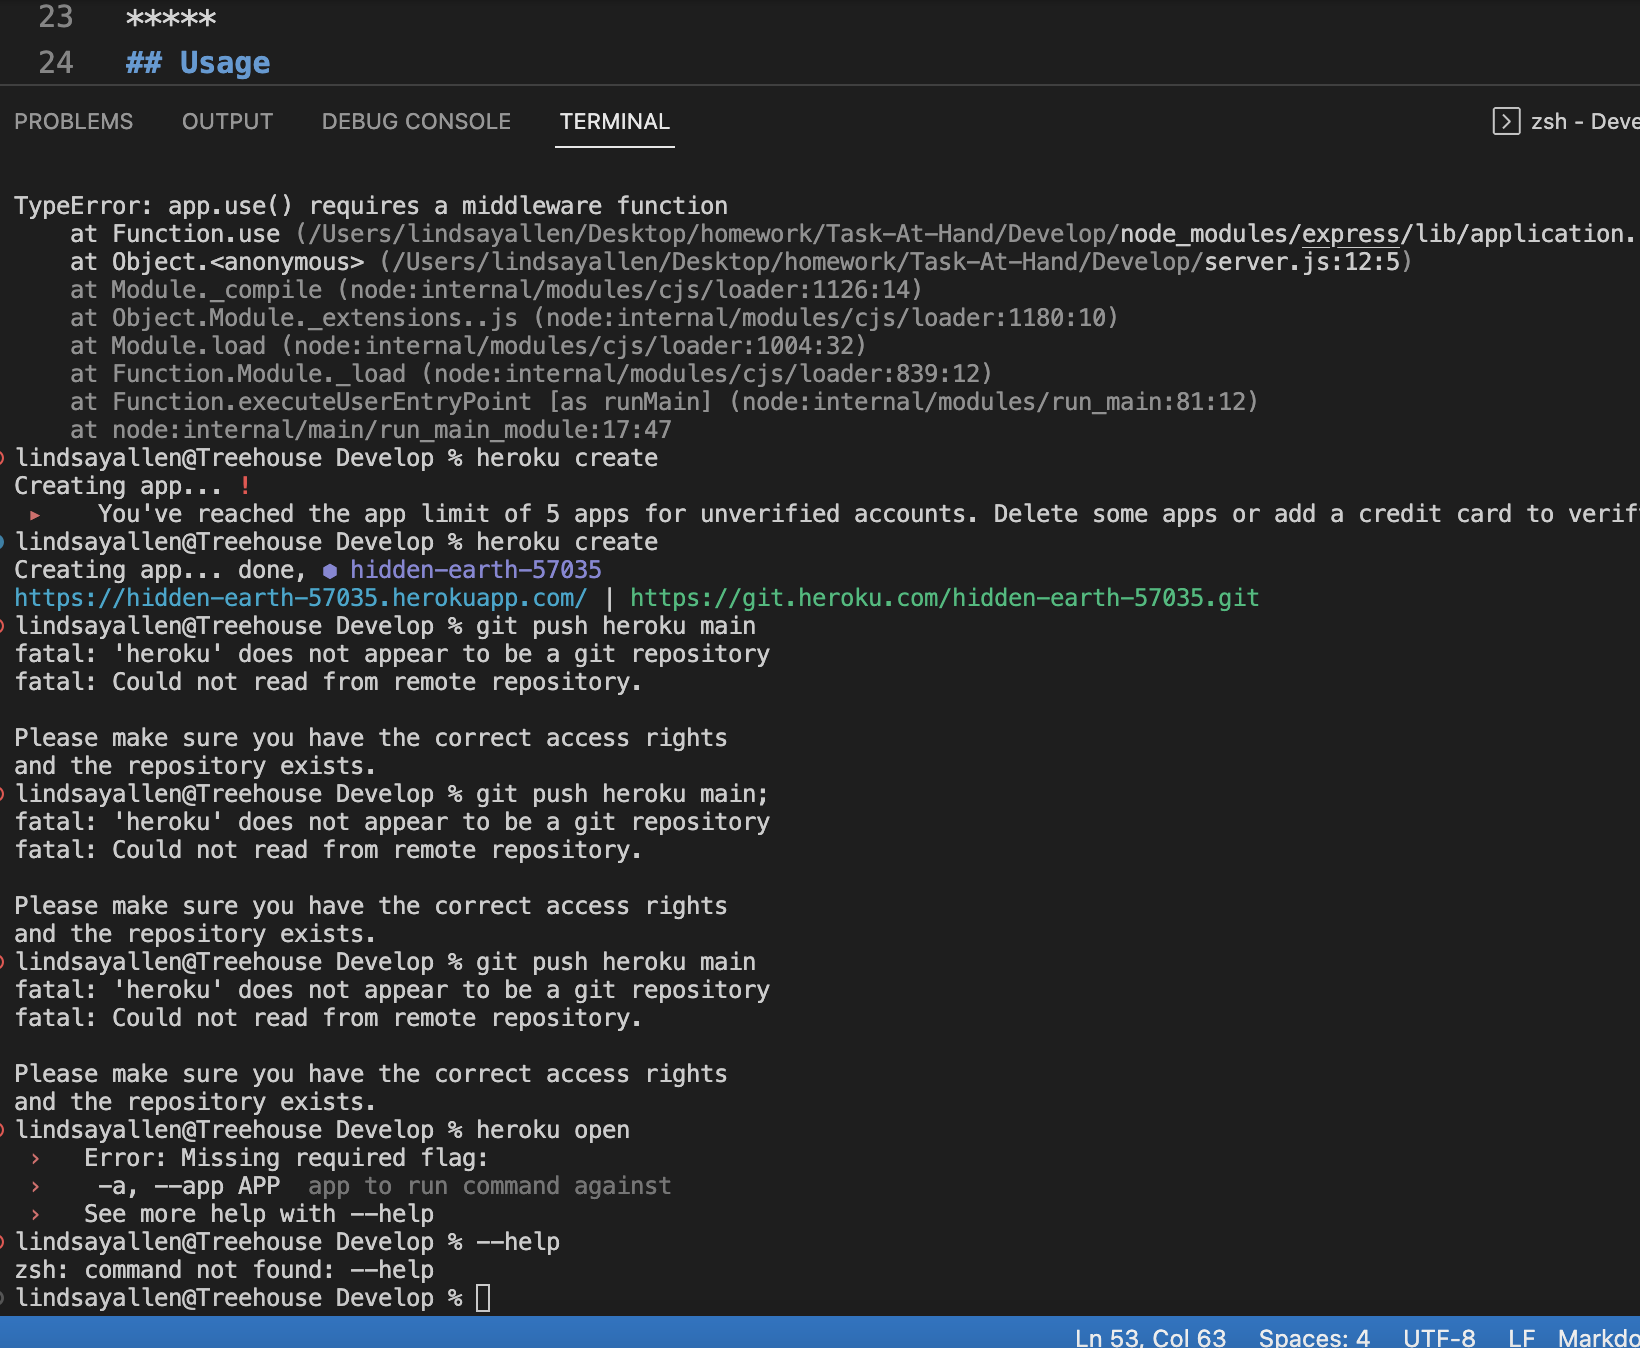 23 *****
24 ## Usage
PROBLEMS OUTPUT DEBUG CONSOLE TERMINAL zsh - Deve
TypeError: app.use() requires a middleware function
at Function.use (/Users/lindsayallen/Desktop/homework/Task-At-Hand/Develop/node_modules/express/lib/application.
at Object.<anonymous> (/Users/lindsayallen/Desktop/homework/Task-At-Hand/Develop/server.js:12:5)
at Module._compile (node:internal/modules/cjs/loader:1126:14)
at Object.Module._extensions..js (node:internal/modules/cjs/loader:1180:10)
at Module.load (node:internal/modules/cjs/loader:1004:32)
at Function.Module._load (node:internal/modules/cjs/loader:839:12)
at Function.executeUserEntryPoint [as runMain] (node:internal/modules/run_main:81:12)
at node:internal/main/run_main_module:17:47
lindsayallen@Treehouse Develop % heroku create
Creating app... !
▸ You've reached the app limit of 5 apps for unverified accounts. Delete some apps or add a credit card to verif
lindsayallen@Treehouse Develop % heroku create
Creating app... done, ⬢ hidden-earth-57035
https://hidden-earth-57035.herokuapp.com/ | https://git.heroku.com/hidden-earth-57035.git
lindsayallen@Treehouse Develop % git push heroku main
fatal: 'heroku' does not appear to be a git repository
fatal: Could not read from remote repository.
Please make sure you have the correct access rights
and the repository exists.
lindsayallen@Treehouse Develop % git push heroku main;
fatal: 'heroku' does not appear to be a git repository
fatal: Could not read from remote repository.
Please make sure you have the correct access rights
and the repository exists.
lindsayallen@Treehouse Develop % git push heroku main
fatal: 'heroku' does not appear to be a git repository
fatal: Could not read from remote repository.
Please make sure you have the correct access rights
and the repository exists.
lindsayallen@Treehouse Develop % heroku open
› Error: Missing required flag:
› -a, --app APP app to run command against
› See more help with --help
lindsayallen@Treehouse Develop % --help
zsh: command not found: --help
lindsayallen@Treehouse Develop %
Ln 53, Col 63 Spaces: 4 UTF-8 LF Markdo